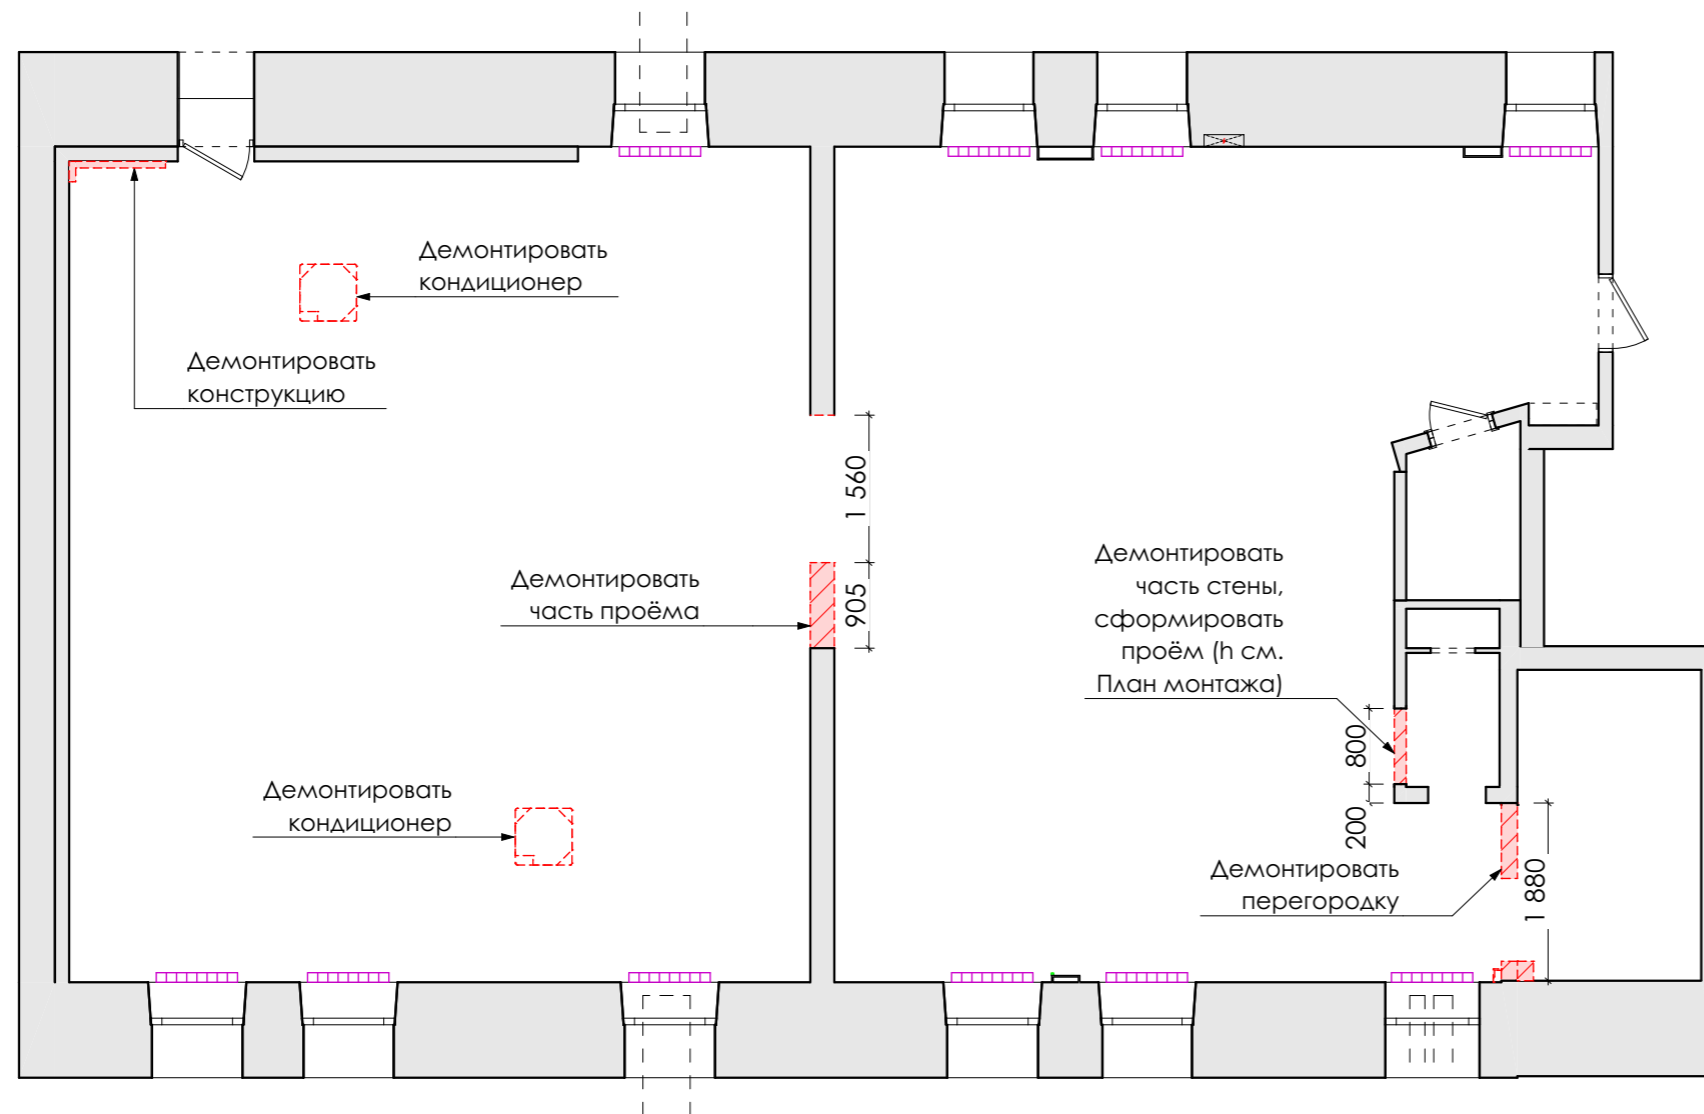 Демонтировать
кондиционер
Демонтировать
конструкцию
1 560
Демонтировать
часть проёма
905
Демонтировать
часть стены,
сформировать
проём (h см.
План монтажа)
800
200
Демонтировать
кондиционер
Демонтировать
перегородку
1 880